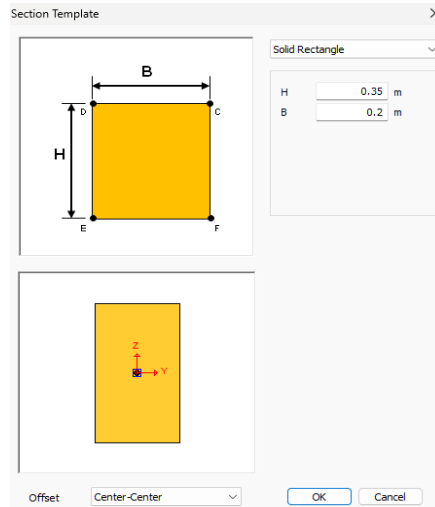 Section Template
B
Solid Rectangle
D
C
H 0.35 m
B 0.2 m
H
E
F
Z
Y
Offset Center-Center OK Cancel